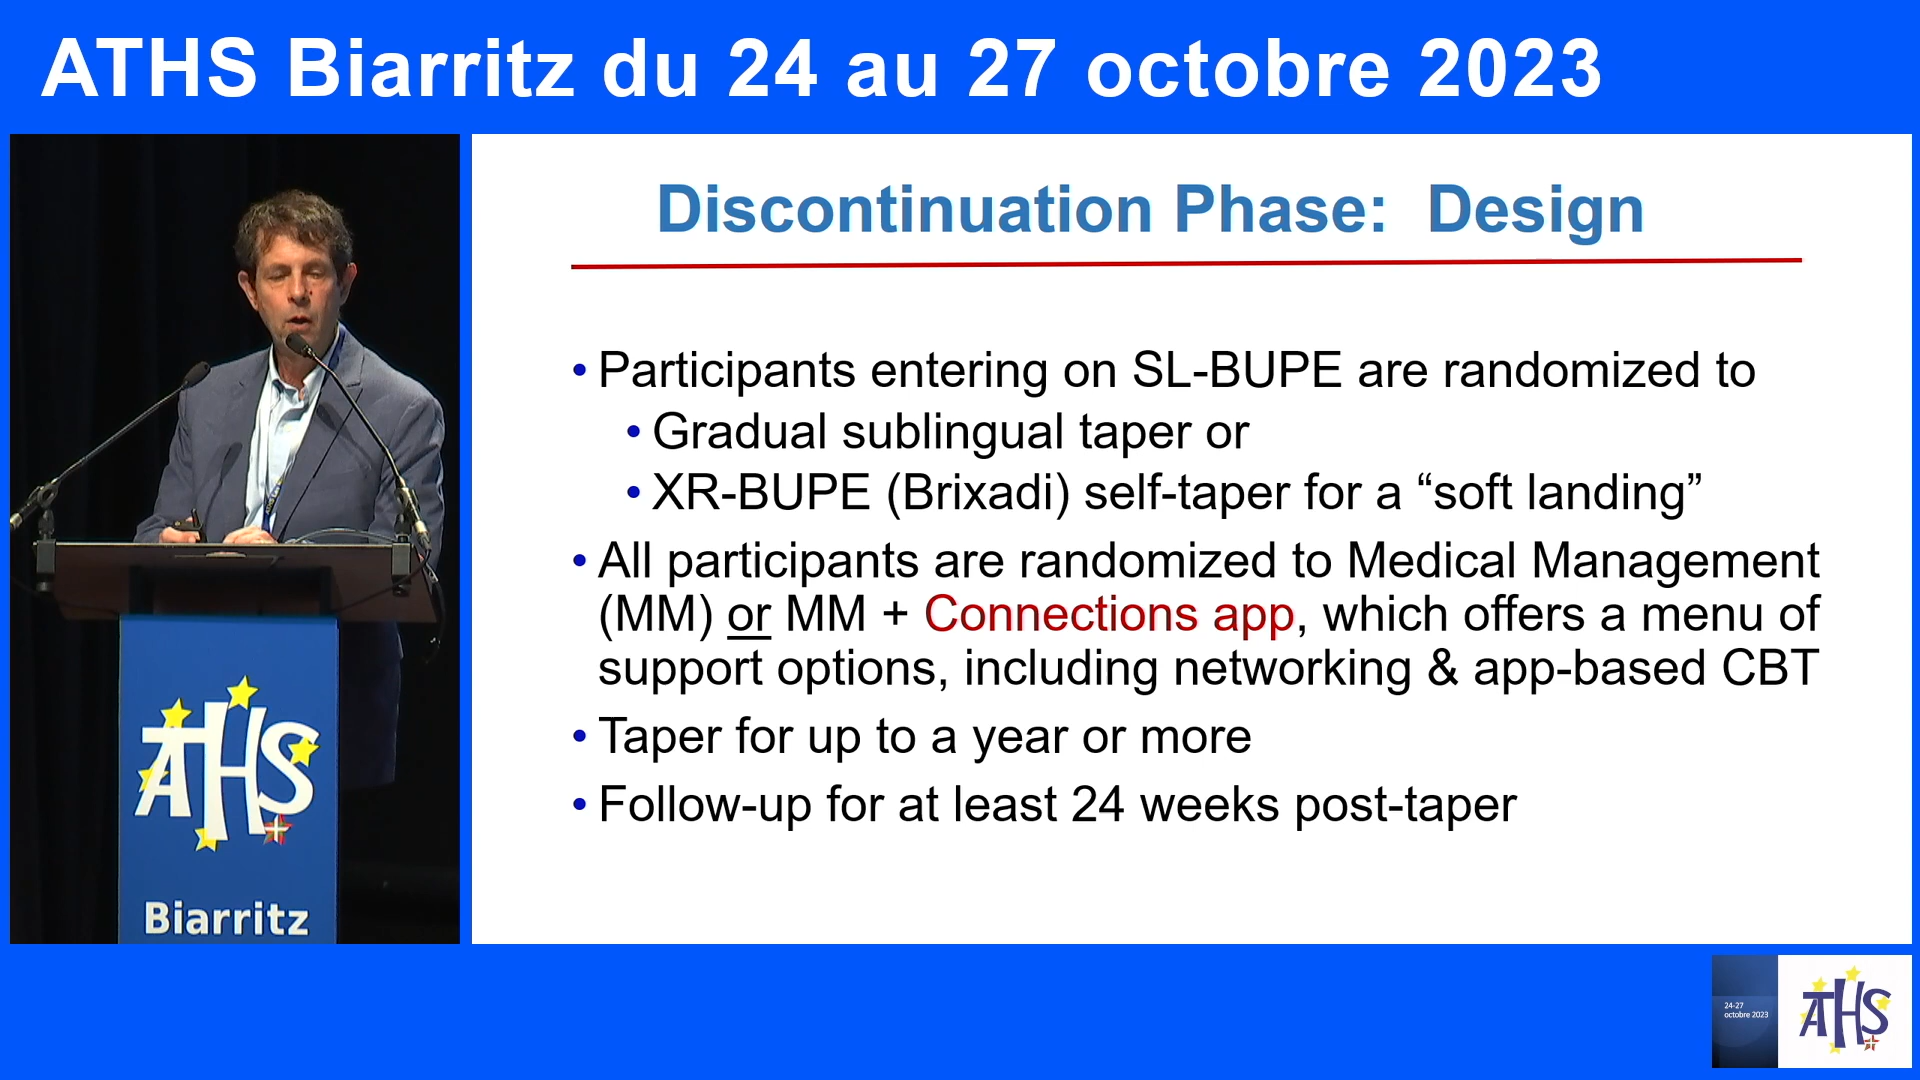 ATHS Biarritz du 24 au 27 octobre 2023
Discontinuation Phase: Design
• Participants entering on SL-BUPE are randomized to
• Gradual sublingual taper or
• XR-BUPE (Brixadi) self-taper for a “soft landing”
• All participants are randomized to Medical Management
(MM) or MM + Connections app, which offers a menu of
support options, including networking & app-based CBT
• Taper for up to a year or more
• Follow-up for at least 24 weeks post-taper
ATHS
Biarritz
24-27
octobre 2023
ATHS